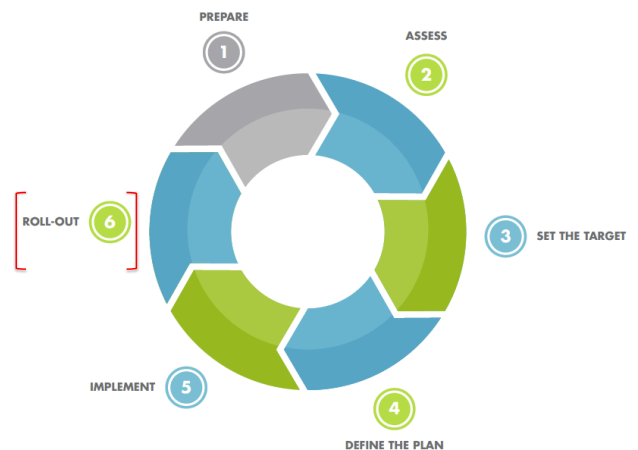 PREPARE
1
ASSESS
2
3 SET THE TARGET
4
DEFINE THE PLAN
IMPLEMENT 5
ROLL-OUT 6